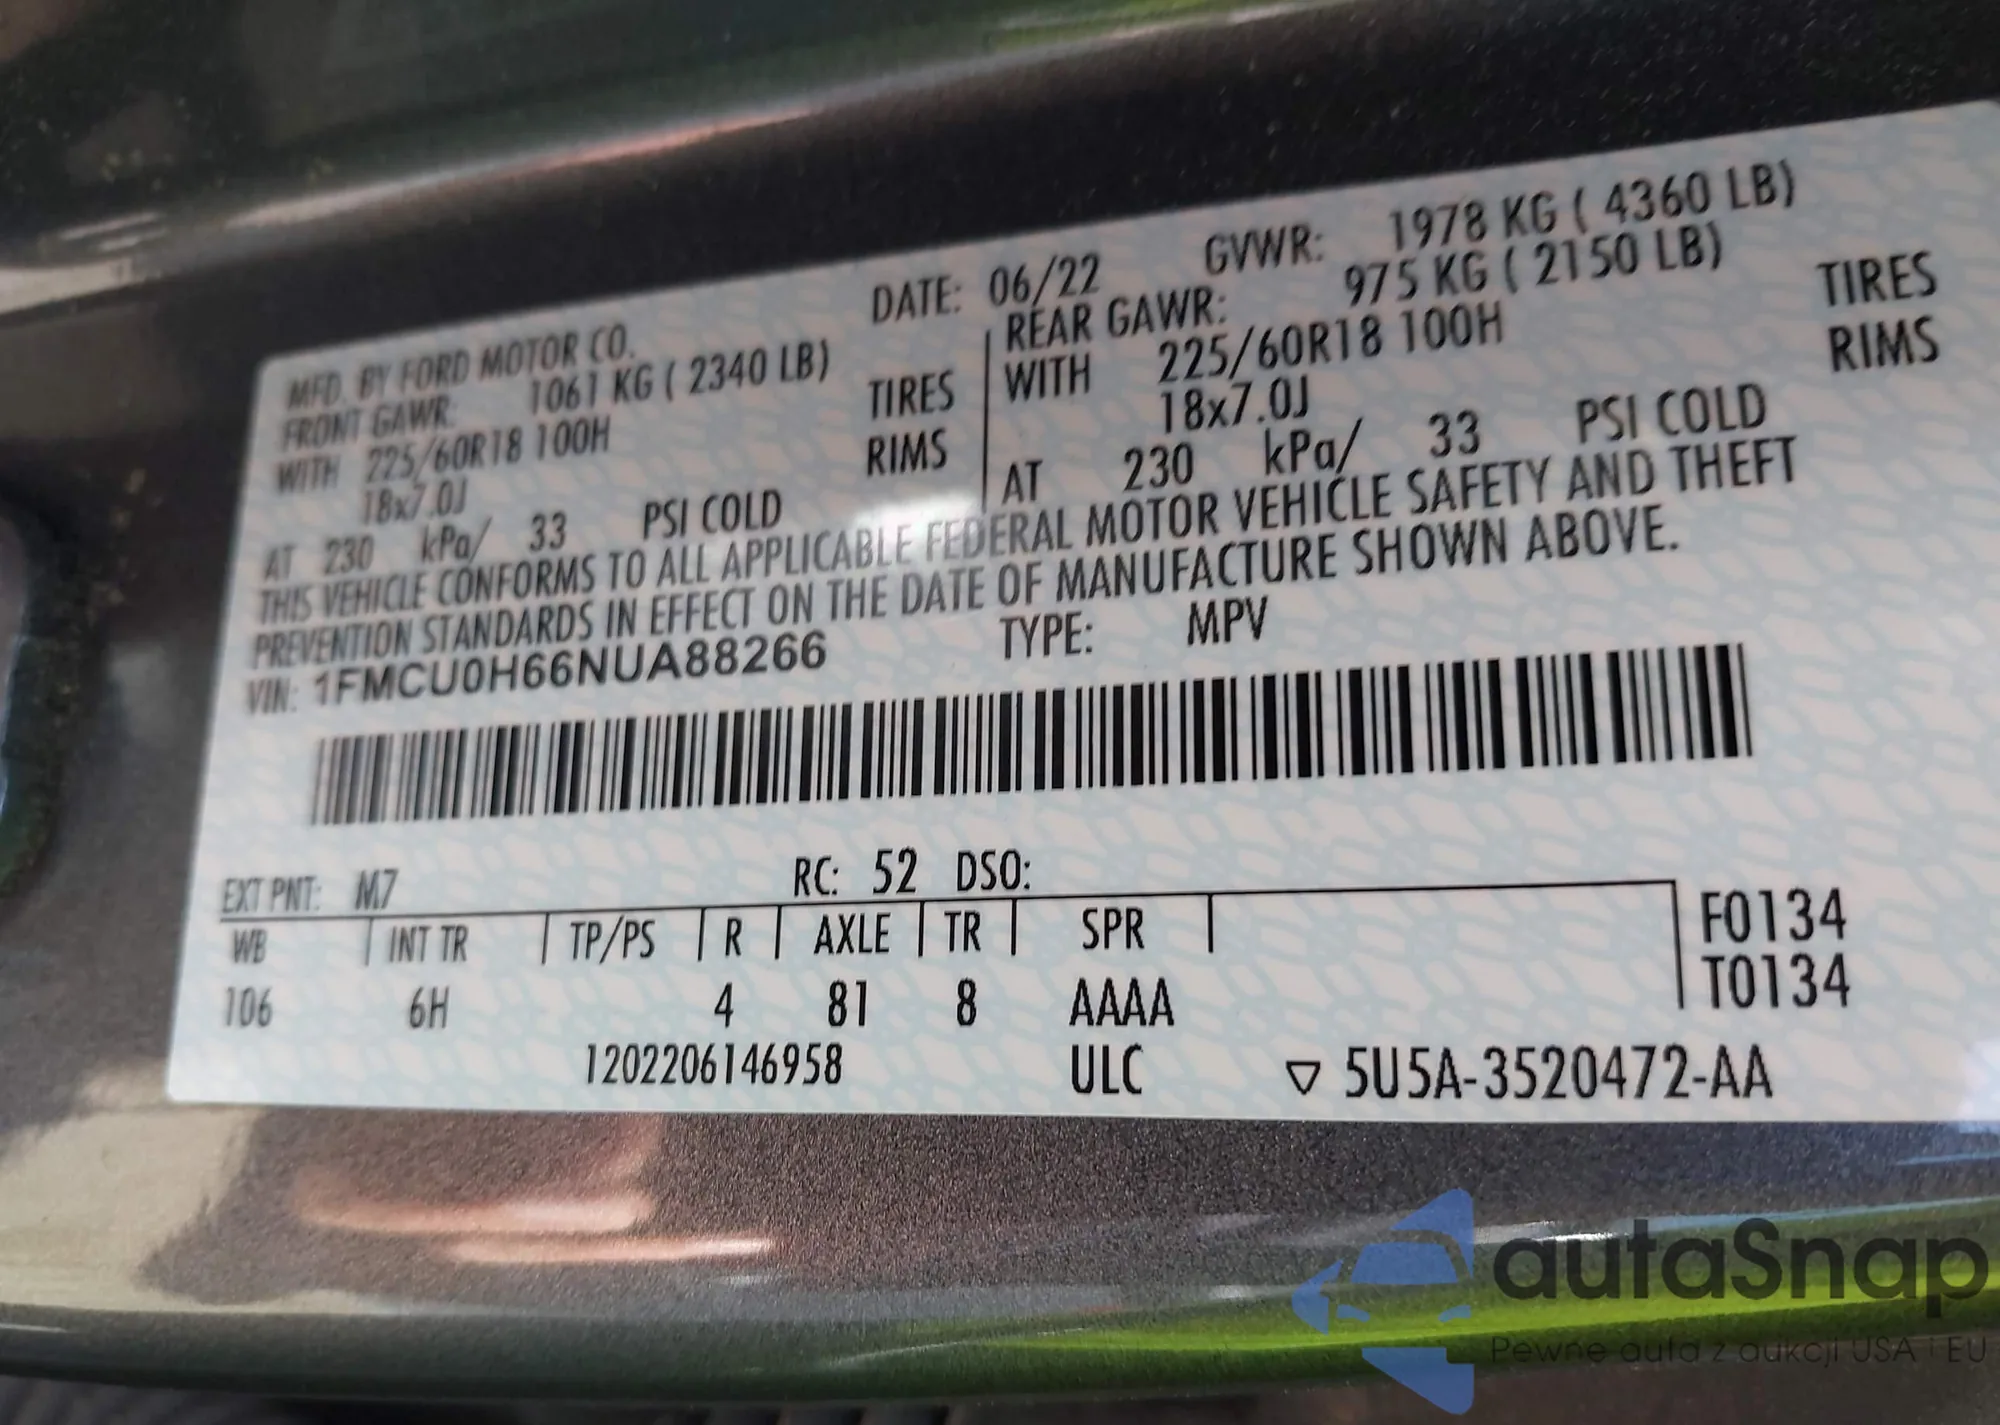 MFD. BY FORD MOTOR CO. DATE: 06/22 GVWR: 1978 KG ( 4360 LB)
FRONT GAWR: 1061 KG ( 2340 LB) REAR GAWR: 975 KG ( 2150 LB)
WITH 225/60R18 100H TIRES WITH 225/60R18 100H TIRES
18x7.0J RIMS 18x7.0J RIMS
AT 230 kPa/ 33 PSI COLD AT 230 kPa/ 33 PSI COLD
THIS VEHICLE CONFORMS TO ALL APPLICABLE FEDERAL MOTOR VEHICLE SAFETY AND THEFT
PREVENTION STANDARDS IN EFFECT ON THE DATE OF MANUFACTURE SHOWN ABOVE.
VIN: 1FMCU0H66NUA88266 TYPE: MPV
EXT PNT: M7 RC: 52 DSO:
WB INT TR TP/PS R AXLE TR SPR F0134
106 6H 4 81 8 AAAA T0134
1202206146958 ULC ▽ 5U5A-3520472-AA
autaSnap
Pewne auta z aukcji USA i EU